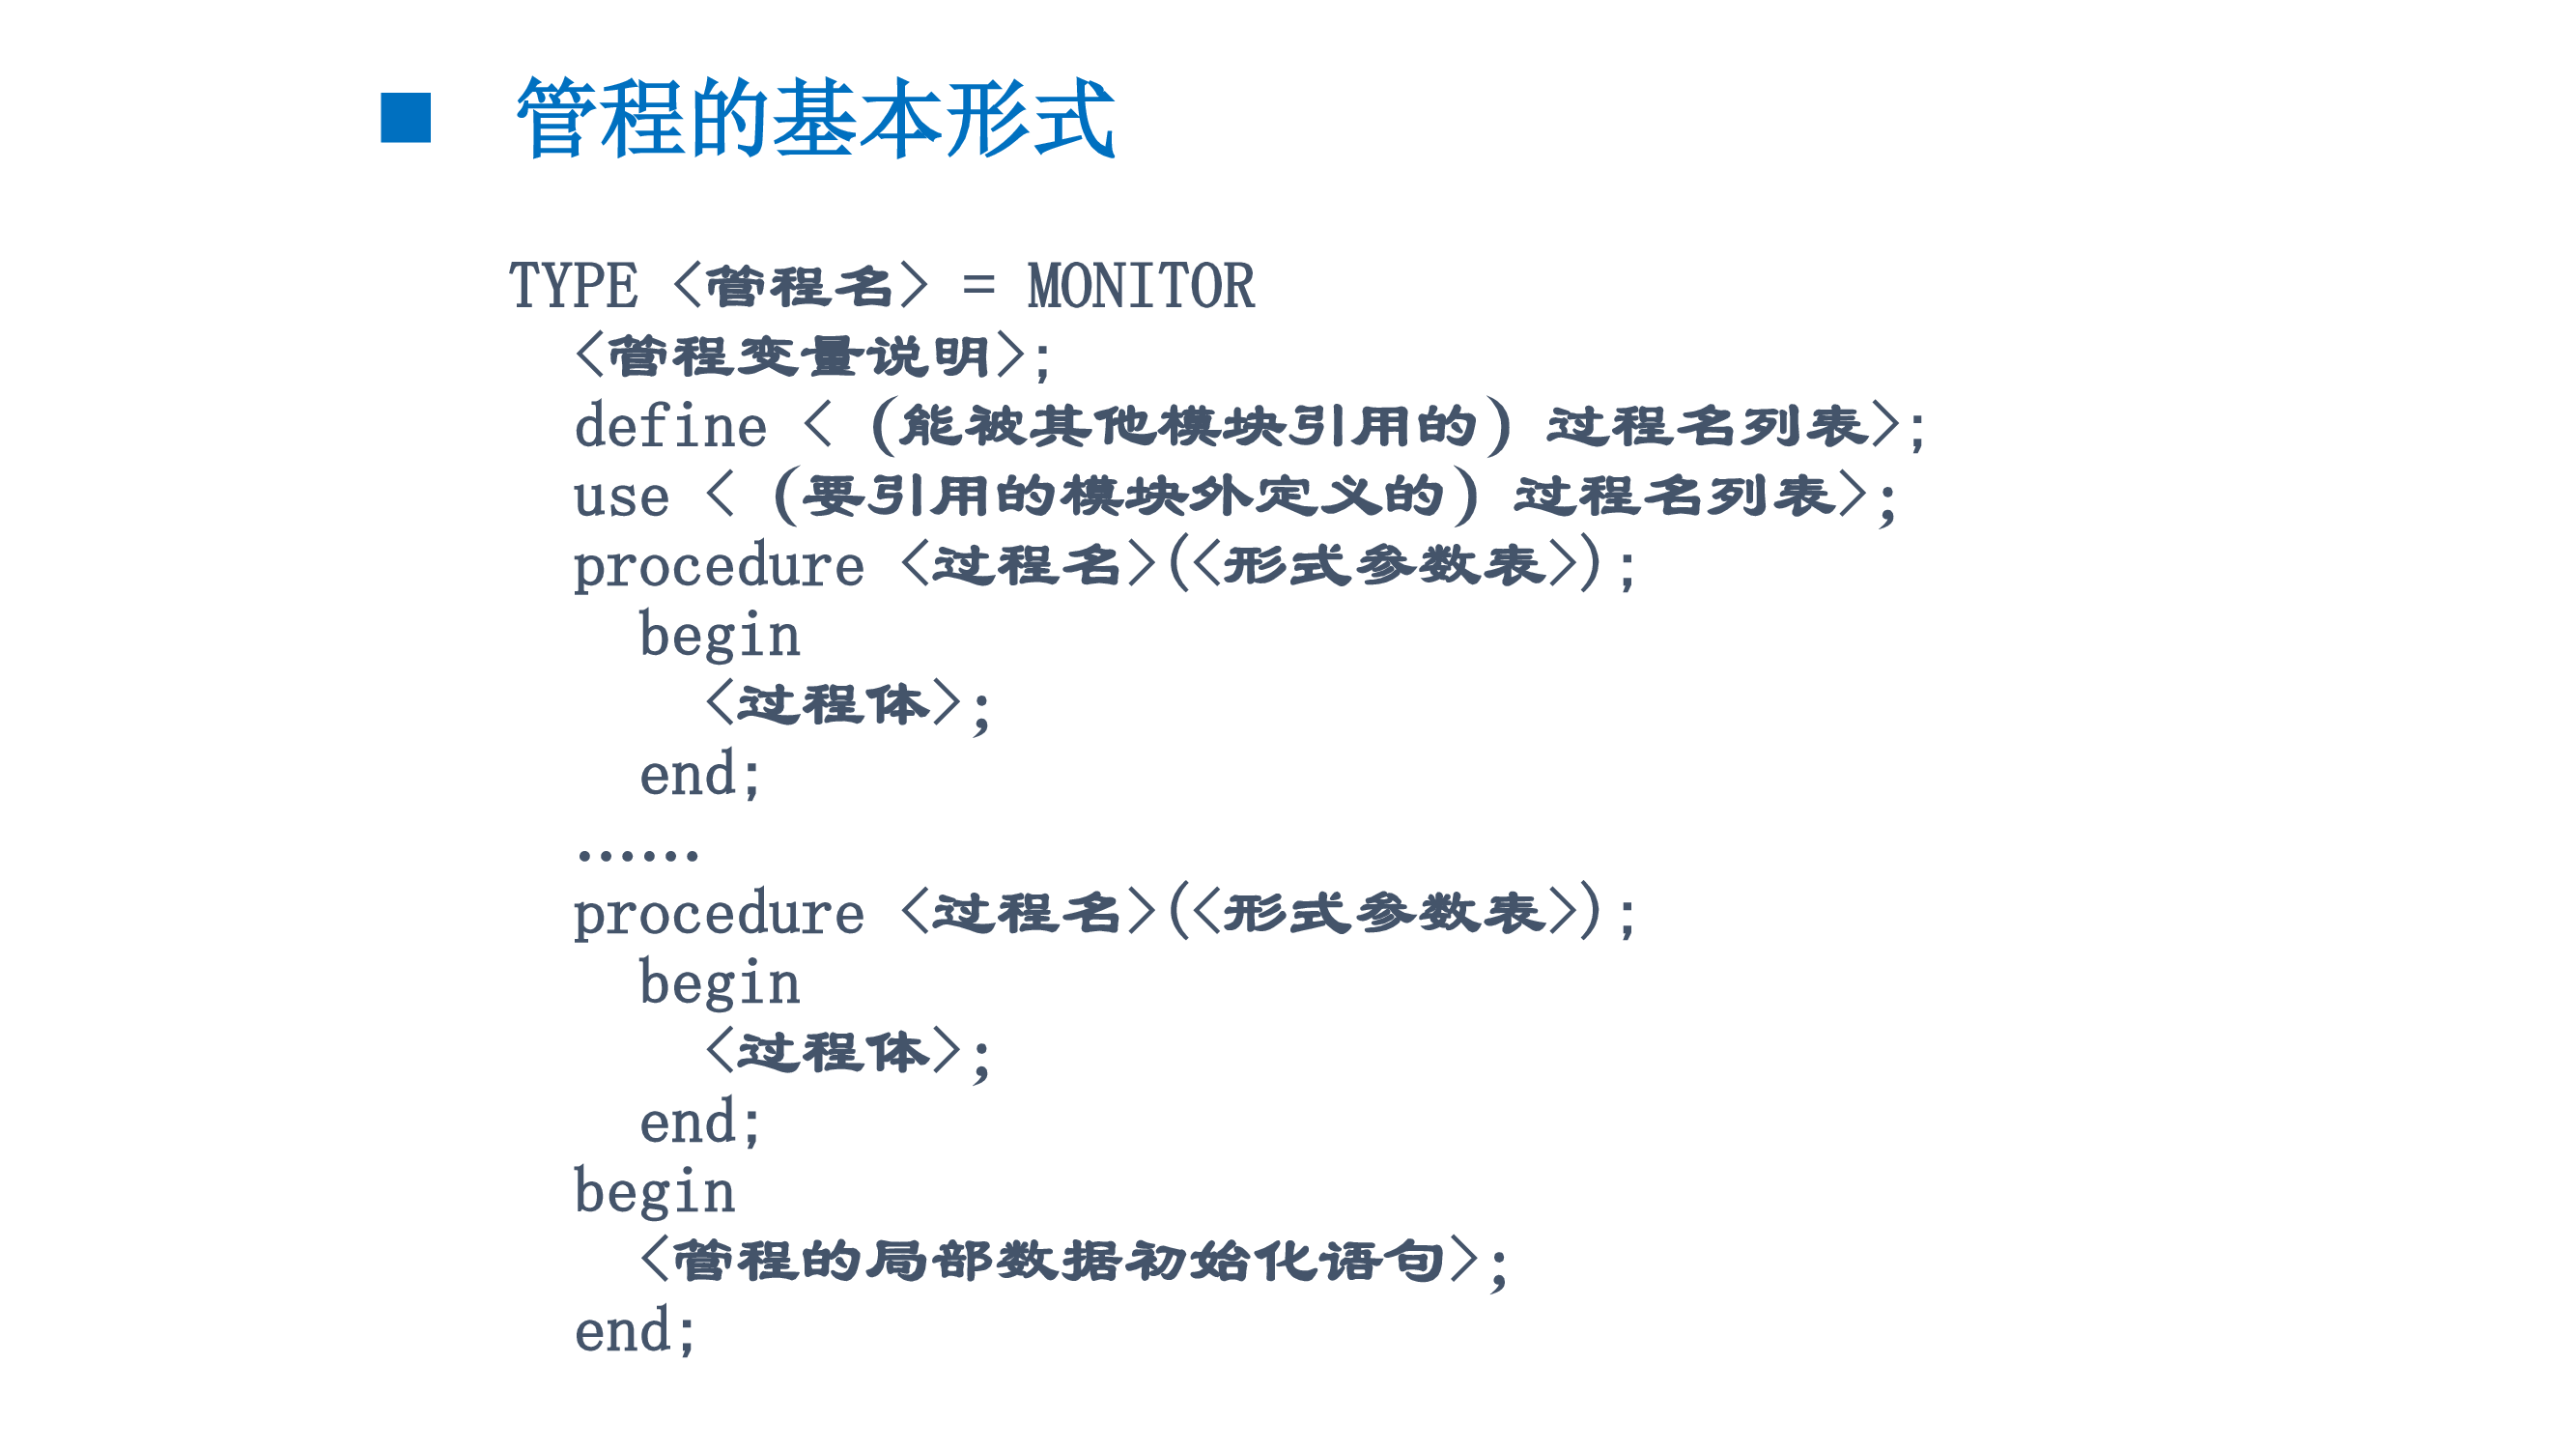 ■ 管程的基本形式
TYPE <管程名> = MONITOR
<管程变量说明>;
define <（能被其他模块引用的）过程名列表>;
use <（要引用的模块外定义的）过程名列表>;
procedure <过程名>(<形式参数表>);
begin
<过程体>;
end;
……
procedure <过程名>(<形式参数表>);
begin
<过程体>;
end;
begin
<管程的局部数据初始化语句>;
end;